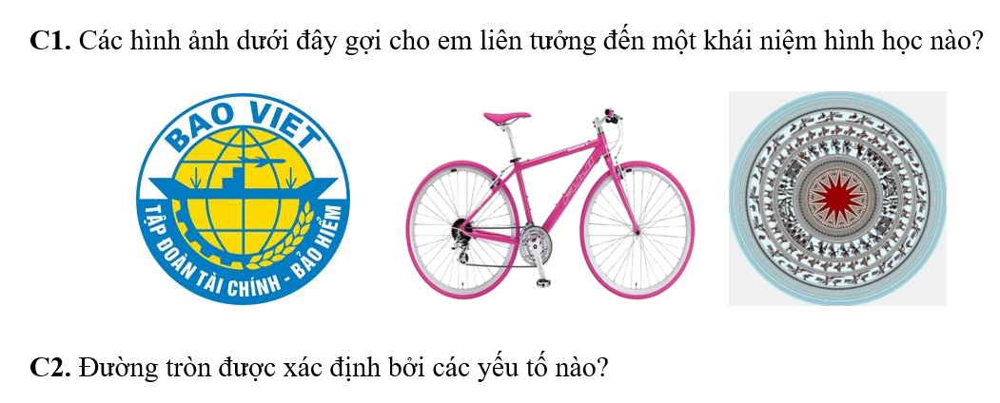 C1. Các hình ảnh dưới đây gợi cho em liên tưởng đến một khái niệm hình học nào?
BAO VIET
TẬP ĐOÀN TÀI CHÍNH - BẢO HIỂM
C2. Đường tròn được xác định bởi các yếu tố nào?